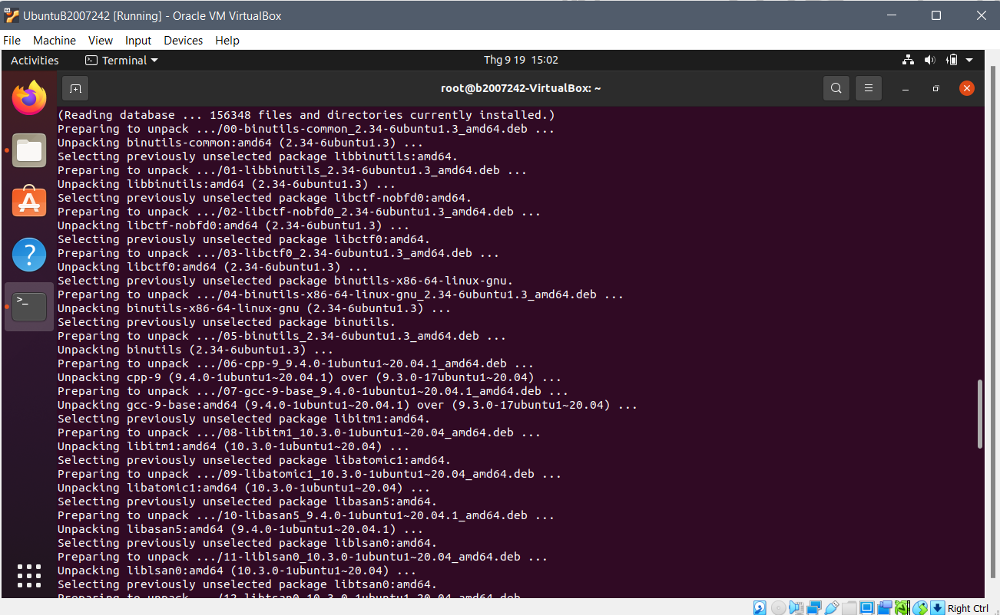 UbuntuB2007242 [Running] - Oracle VM VirtualBox
File Machine View Input Devices Help
Activities Terminal Thg 9 19 15:02
root@b2007242-VirtualBox: ~
(Reading database ... 156348 files and directories currently installed.)
Preparing to unpack .../00-binutils-common_2.34-6ubuntu1.3_amd64.deb ...
Unpacking binutils-common:amd64 (2.34-6ubuntu1.3) ...
Selecting previously unselected package libbinutils:amd64.
Preparing to unpack .../01-libbinutils_2.34-6ubuntu1.3_amd64.deb ...
Unpacking libbinutils:amd64 (2.34-6ubuntu1.3) ...
Selecting previously unselected package libctf-nobfd0:amd64.
Preparing to unpack .../02-libctf-nobfd0_2.34-6ubuntu1.3_amd64.deb ...
Unpacking libctf-nobfd0:amd64 (2.34-6ubuntu1.3) ...
Selecting previously unselected package libctf0:amd64.
Preparing to unpack .../03-libctf0_2.34-6ubuntu1.3_amd64.deb ...
Unpacking libctf0:amd64 (2.34-6ubuntu1.3) ...
Selecting previously unselected package binutils-x86-64-linux-gnu.
Preparing to unpack .../04-binutils-x86-64-linux-gnu_2.34-6ubuntu1.3_amd64.deb ...
Unpacking binutils-x86-64-linux-gnu (2.34-6ubuntu1.3) ...
Selecting previously unselected package binutils.
Preparing to unpack .../05-binutils_2.34-6ubuntu1.3_amd64.deb ...
Unpacking binutils (2.34-6ubuntu1.3) ...
Preparing to unpack .../06-cpp-9_9.4.0-1ubuntu1~20.04.1_amd64.deb ...
Unpacking cpp-9 (9.4.0-1ubuntu1~20.04.1) over (9.3.0-17ubuntu1~20.04) ...
Preparing to unpack .../07-gcc-9-base_9.4.0-1ubuntu1~20.04.1_amd64.deb ...
Unpacking gcc-9-base:amd64 (9.4.0-1ubuntu1~20.04.1) over (9.3.0-17ubuntu1~20.04) ...
Selecting previously unselected package libitm1:amd64.
Preparing to unpack .../08-libitm1_10.3.0-1ubuntu1~20.04_amd64.deb ...
Unpacking libitm1:amd64 (10.3.0-1ubuntu1~20.04) ...
Selecting previously unselected package libatomic1:amd64.
Preparing to unpack .../09-libatomic1_10.3.0-1ubuntu1~20.04_amd64.deb ...
Unpacking libatomic1:amd64 (10.3.0-1ubuntu1~20.04) ...
Selecting previously unselected package libasan5:amd64.
Preparing to unpack .../10-libasan5_9.4.0-1ubuntu1~20.04.1_amd64.deb ...
Unpacking libasan5:amd64 (9.4.0-1ubuntu1~20.04.1) ...
Selecting previously unselected package liblsan0:amd64.
Preparing to unpack .../11-liblsan0_10.3.0-1ubuntu1~20.04_amd64.deb ...
Unpacking liblsan0:amd64 (10.3.0-1ubuntu1~20.04) ...
Selecting previously unselected package libtsan0:amd64.
Preparing to unpack .../12-libtsan0_10.3.0-1ubuntu1~20.04_amd64.deb ...
Right Ctrl